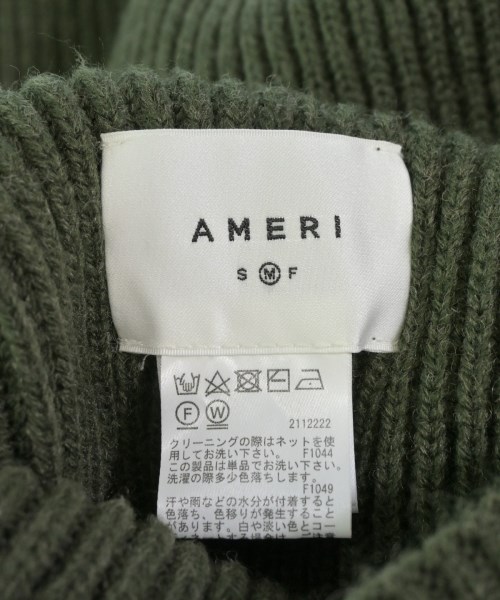 AMERI
S M F
F W
2112222
クリーニングの際はネットを使
用してお洗い下さい。 F1044
この製品は単品でお洗い下さい。
洗濯の際多少色落ちします。
F1049
汗や雨などの水分が付着すると
色落ち、色移りが発生すること
があります。白や淡い色とコー